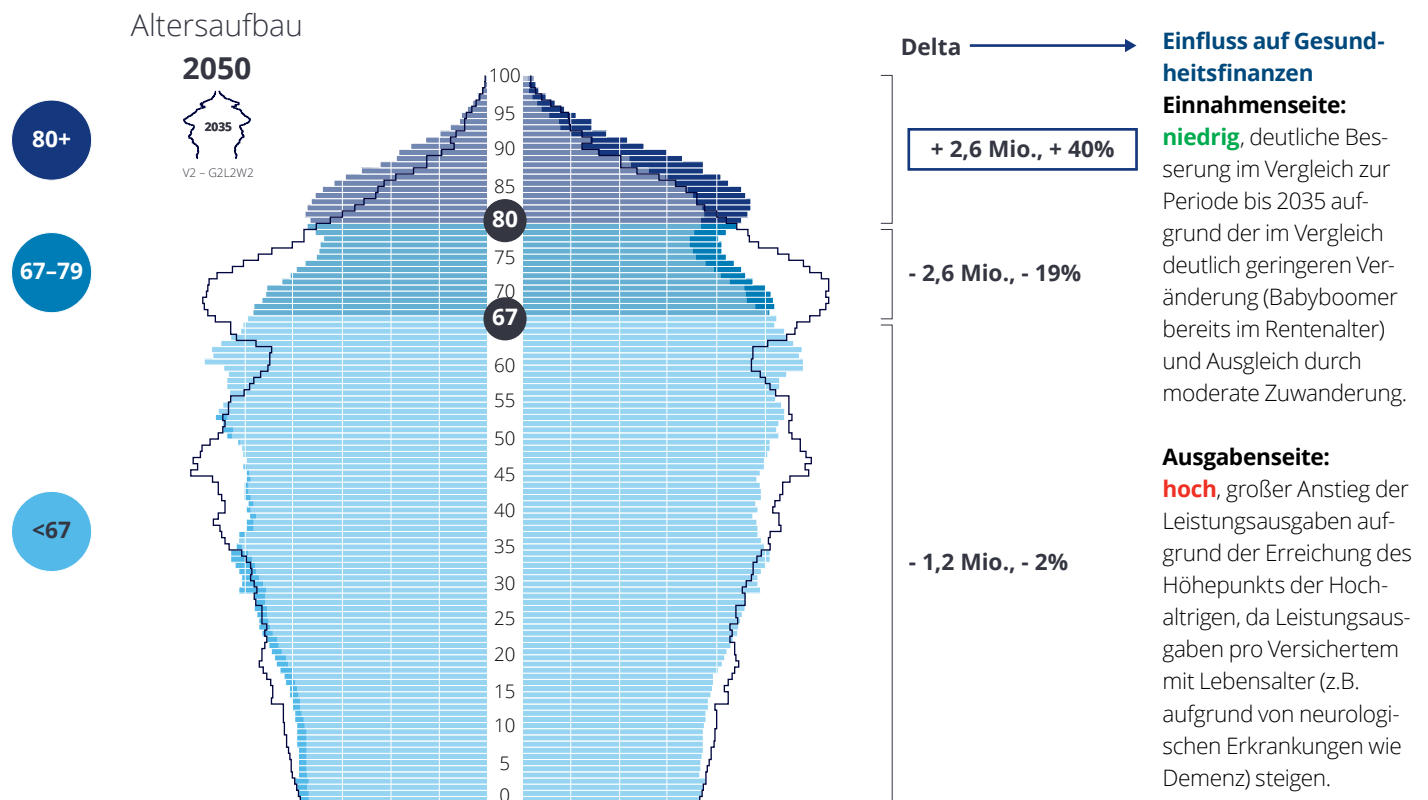 Altersaufbau
2050
2035
V2 – G2L2W2
80+
67–79
<67
100
95
90
85
80
75
70
67
60
55
50
45
40
35
30
25
20
15
10
5
0
Delta
+ 2,6 Mio., + 40%
- 2,6 Mio., - 19%
- 1,2 Mio., - 2%
Einfluss auf Gesund-
heitsfinanzen
Einnahmenseite:
niedrig, deutliche Bes-
serung im Vergleich zur
Periode bis 2035 auf-
grund der im Vergleich
deutlich geringeren Ver-
änderung (Babyboomer
bereits im Rentenalter)
und Ausgleich durch
moderate Zuwanderung.
Ausgabenseite:
hoch, großer Anstieg der
Leistungsausgaben auf-
grund der Erreichung des
Höhepunkts der Hoch-
altrigen, da Leistungsaus-
gaben pro Versichertem
mit Lebensalter (z.B.
aufgrund von neurologi-
schen Erkrankungen wie
Demenz) steigen.